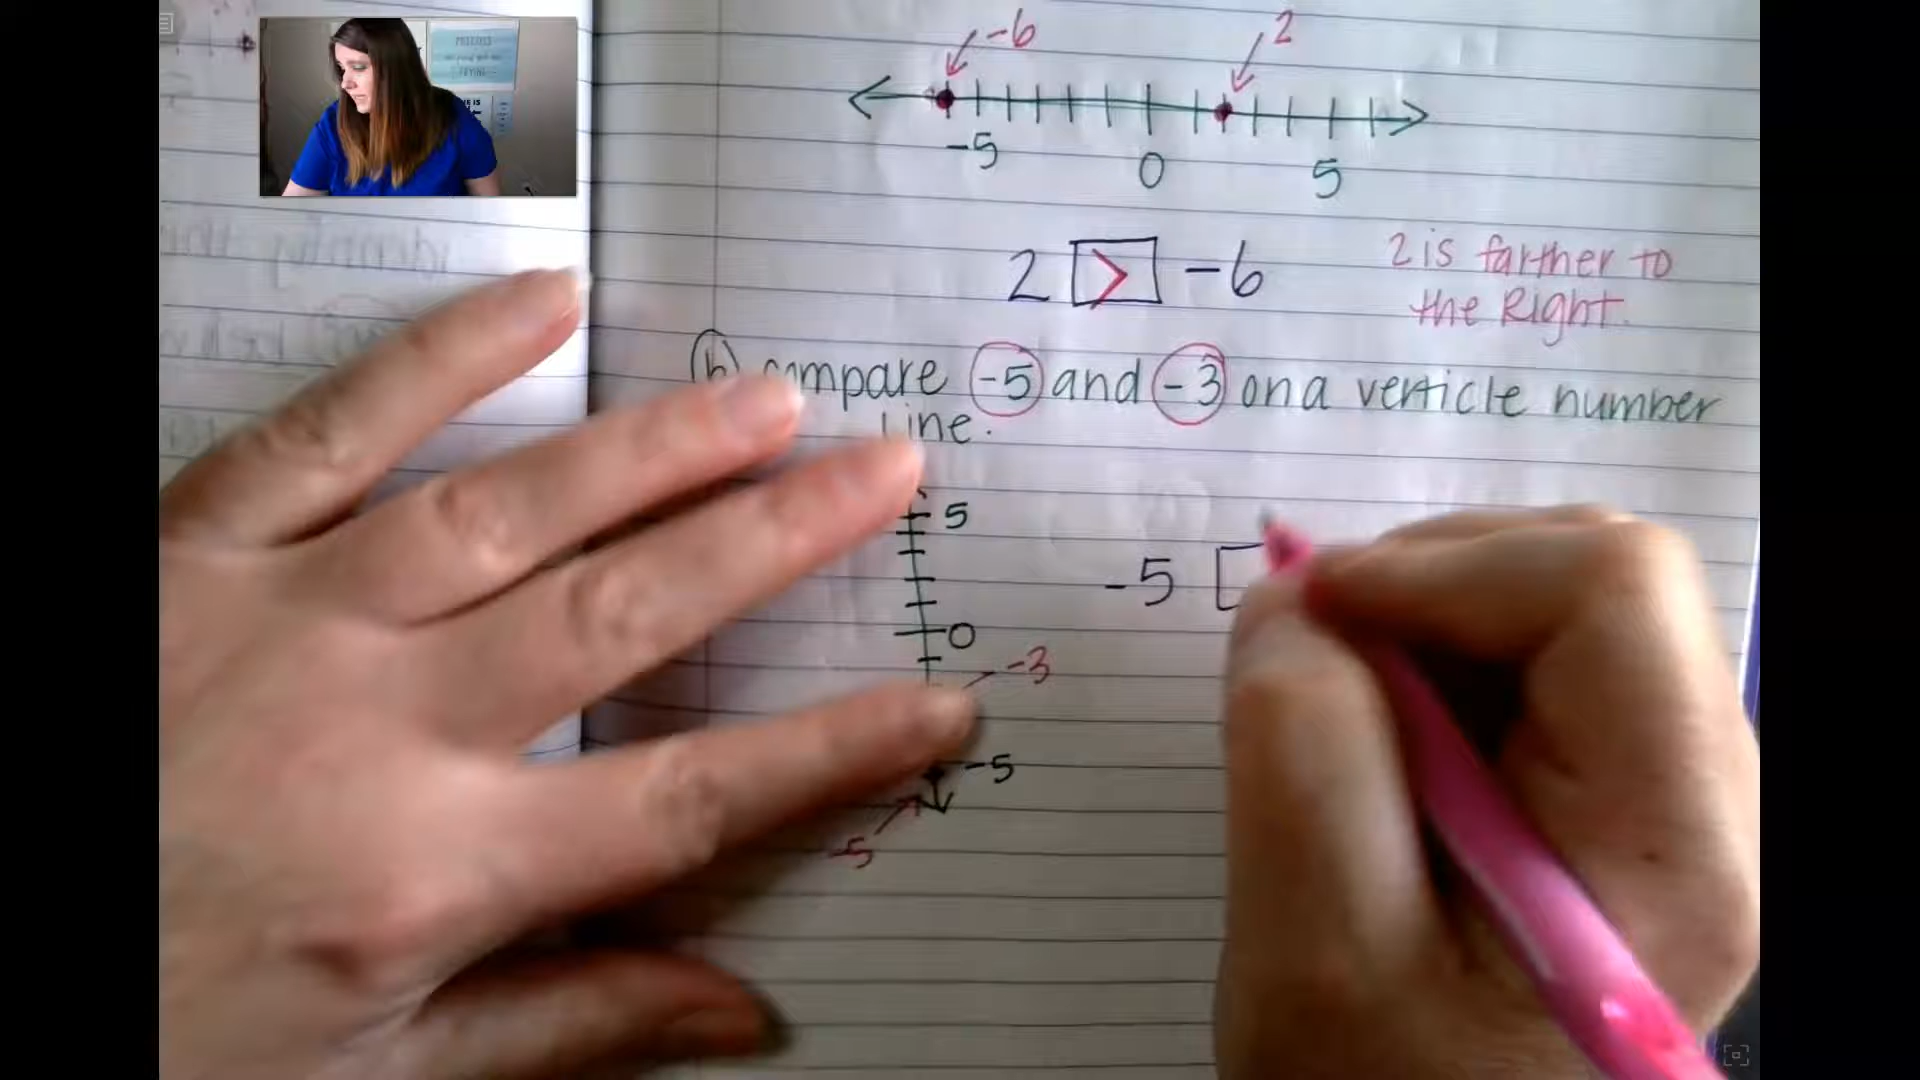 -6
2
-5 0 5
2 > -6
2 is farther to
the Right.
b) compare -5 and -3 on a verticle number
line.
5
-5
0
-3
-5
-5